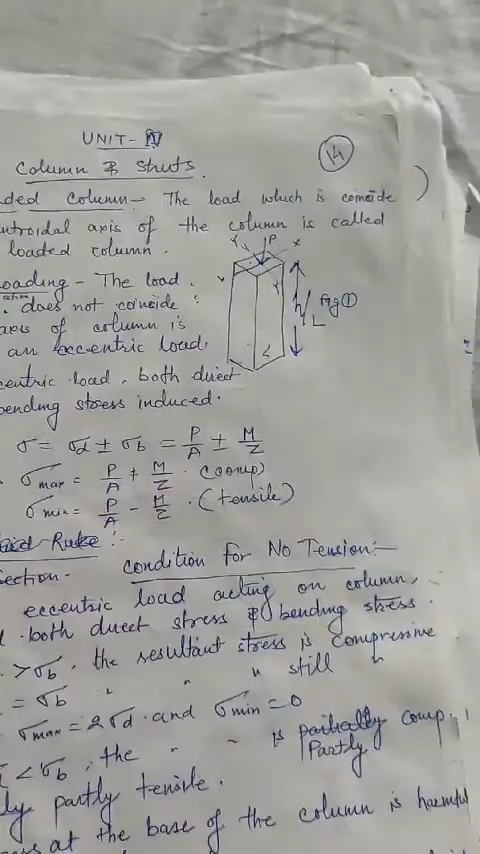 UNIT-IV
14
Column & Struts.
ded Column → The load which is coincide
utroidal axis of the column is called
loaded column.
oading - The load
does not coincide
axis of column is
an eccentric load.
Fig ①
P
X
Y
L
centric load, both direct
bending stress induced.
σ = σd ± σb = P/A ± M/Z
σmax = P/A + M/Z . (comp)
σmin = P/A - M/Z . (tensile)
Rule :
ection - condition for No Tension:-
eccentric load acting on column,
both direct stress & bending stress.
> σb, the resultant stress is compressive
= σb " " " still "
σmax = 2σd . and σmin = 0
< σb, the " " is partially comp.
Partly
ly partly tensile.
at the base of the column is harmful